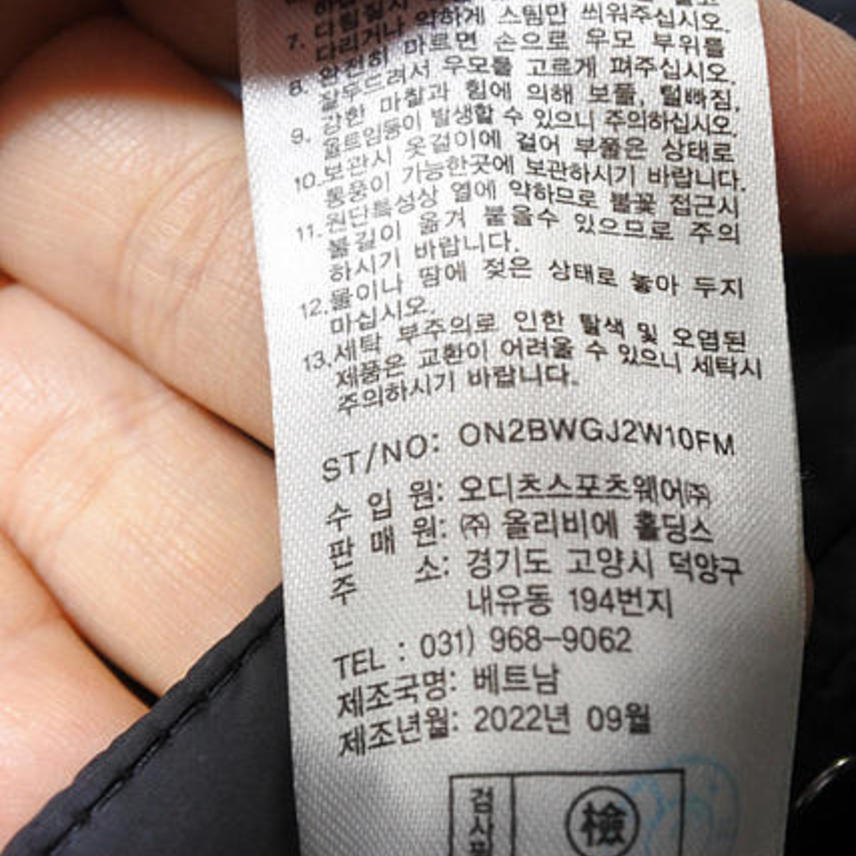 7. 다림질시 약하게 스팀만 씌워주십시오.
다리거나 마르면 손으로 우모 부위를
8. 완전히
잘두드려서 우모를 고르게 펴주십시오.
9. 강한 마찰과 힘에 의해 보풀, 털빠짐,
올트임등이 발생할 수 있으니 주의하십시오.
10.보관시 옷걸이에 걸어 부풀은 상태로
통풍이 가능한곳에 보관하시기 바랍니다.
11.원단특성상 열에 약하므로 불꽃 접근시
불길이 옮겨 붙을수 있으므로 주의
하시기 바랍니다.
12.물이나 땀에 젖은 상태로 놓아 두지
마십시오.
13.세탁 부주의로 인한 탈색 및 오염된
제품은 교환이 어려울 수 있으니 세탁시
주의하시기 바랍니다.
ST/NO: ON2BWGJ2W10FM
수 입 원: 오디츠스포츠웨어㈜
판 매 원: ㈜ 올리비에 홀딩스
주 소: 경기도 고양시 덕양구
내유동 194번지
TEL : 031) 968-9062
제조국명: 베트남
제조년월: 2022년 09월
검사
檢